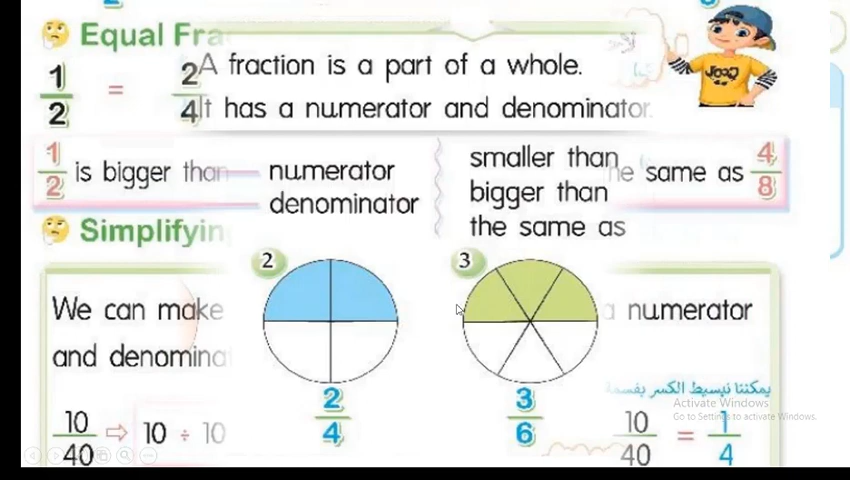 Equal Fra
A fraction is a part of a whole.
It has a numerator and denominator.
1/2 = 2/4
1/2 is bigger than
numerator
denominator
smaller than
bigger than
the same as
the same as 4/8
Simplifyin
2
3
We can make
a numerator
and denomina
2/4
3/6
يمكننا تبسيط الكسر بقسمة
Activate Windows
Go to Settings to activate Windows.
10/40 ⇨ 10 ÷ 10
10/40 = 1/4